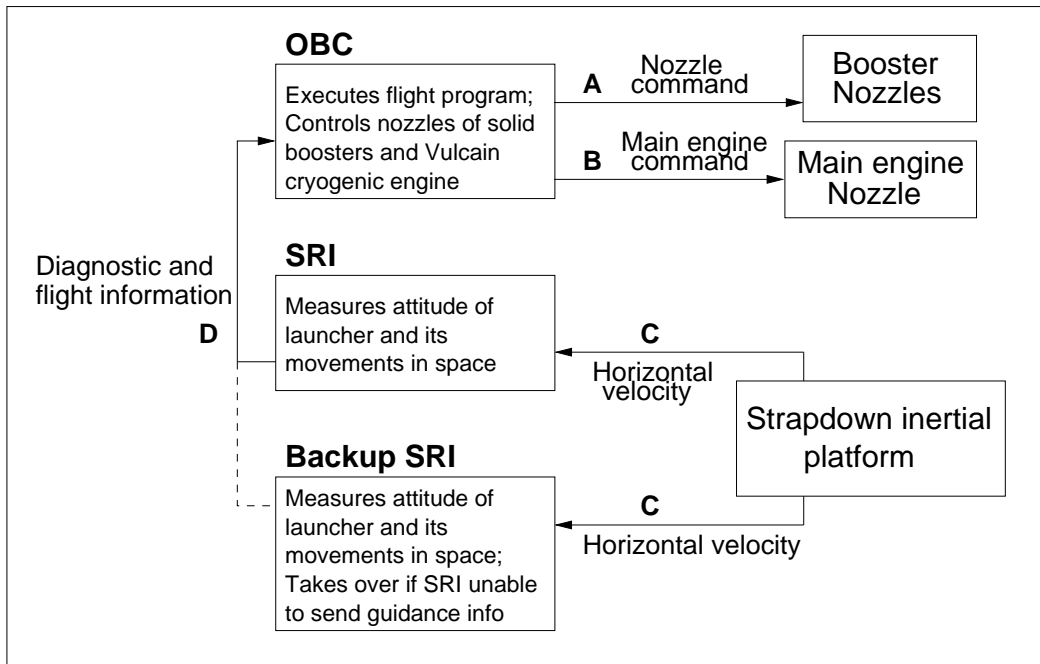 OBC
Executes flight program;
Controls nozzles of solid
boosters and Vulcain
cryogenic engine
A
Nozzle
command
Booster
Nozzles
B
Main engine
command
Main engine
Nozzle
Diagnostic and
flight information
D
SRI
Measures attitude of
launcher and its
movements in space
C
Horizontal
velocity
Strapdown inertial
platform
Backup SRI
Measures attitude of
launcher and its
movements in space;
Takes over if SRI unable
to send guidance info
C
Horizontal velocity